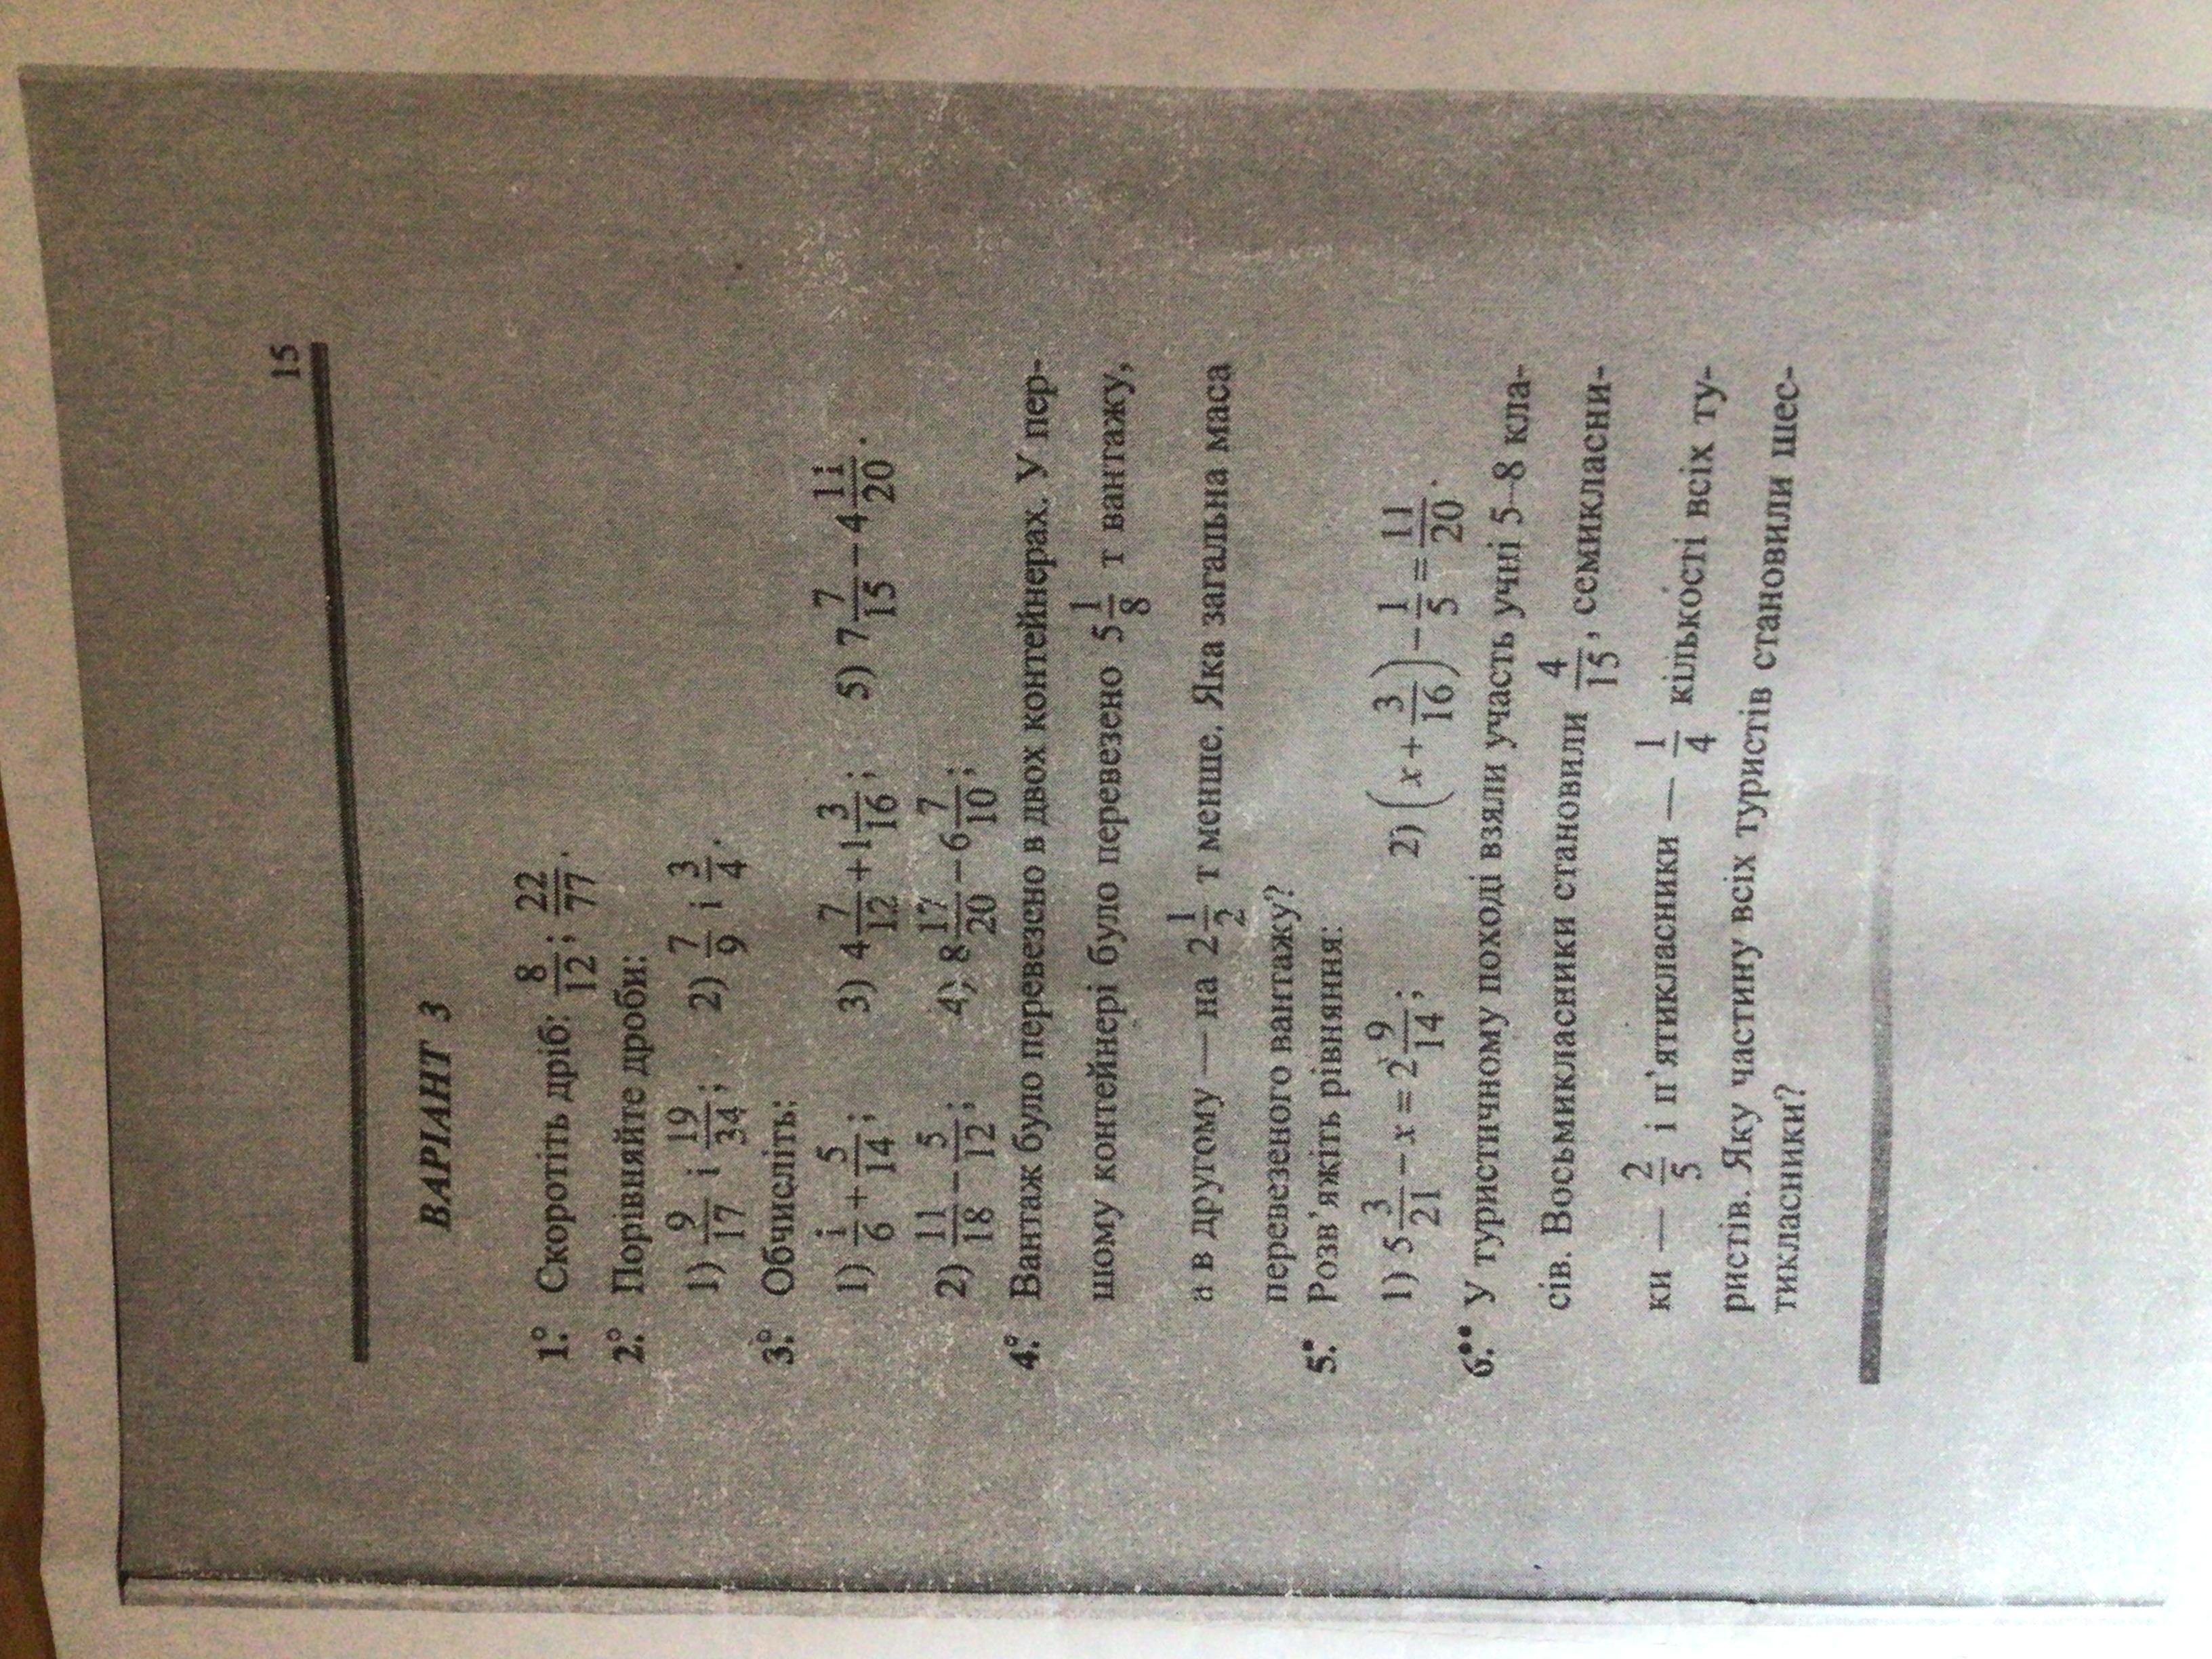 15
ВАРІАНТ 3
1.° Скоротіть дріб: 8/12; 22/77.
2.° Порівняйте дроби:
1) 9/17 і 19/34; 2) 7/9 і 3/4.
3.° Обчисліть:
1) 1/6 + 5/14; 3) 4 7/12 + 1 3/16; 5) 7 7/15 − 4 11/20.
2) 11/18 − 5/12; 4) 8 17/20 − 6 7/10;
4.° Вантаж було перевезено в двох контейнерах. У пер-
шому контейнері було перевезено 5 1/8 т вантажу,
а в другому — на 2 1/2 т менше. Яка загальна маса
перевезеного вантажу?
5.• Розв'яжіть рівняння:
1) 5 3/21 − x = 2 9/14; 2) (x + 3/16) − 1/5 = 11/20.
6.•• У туристичному поході взяли участь учні 5–8 кла-
сів. Восьмикласники становили 4/15, семикласни-
ки — 2/5 і п'ятикласники — 1/4 кількості всіх ту-
ристів. Яку частину всіх туристів становили шес-
тикласники?